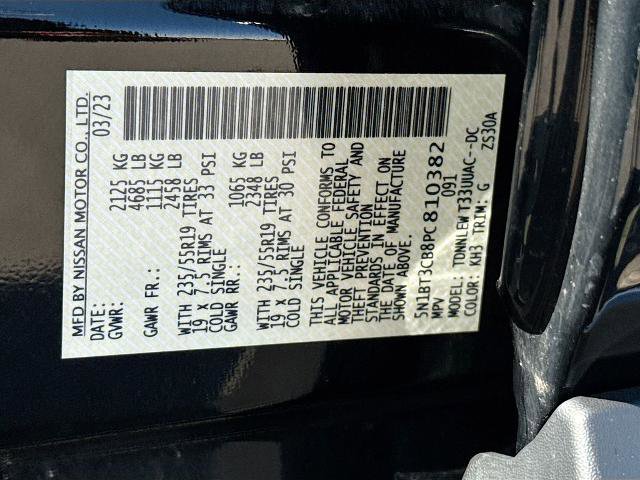 MFD BY NISSAN MOTOR CO., LTD.
DATE: 03/23
GVWR: 2125 KG
4685 LB
GAWR FR.: 1115 KG
2458 LB
WITH 235/55R19 TIRES
19 X 7.5 RIMS AT 33 PSI
COLD SINGLE
GAWR RR.: 1065 KG
2348 LB
WITH 235/55R19 TIRES
19 X 7.5 RIMS AT 30 PSI
COLD SINGLE
THIS VEHICLE CONFORMS TO
ALL APPLICABLE FEDERAL
MOTOR VEHICLE SAFETY AND
THEFT PREVENTION
STANDARDS IN EFFECT ON
THE DATE OF MANUFACTURE
SHOWN ABOVE.
5N1BT3CB8PC810382
MPV 091
MODEL: TDNNLEW T33UUAC--DC
COLOR: KH3 TRIM: G ZS30A